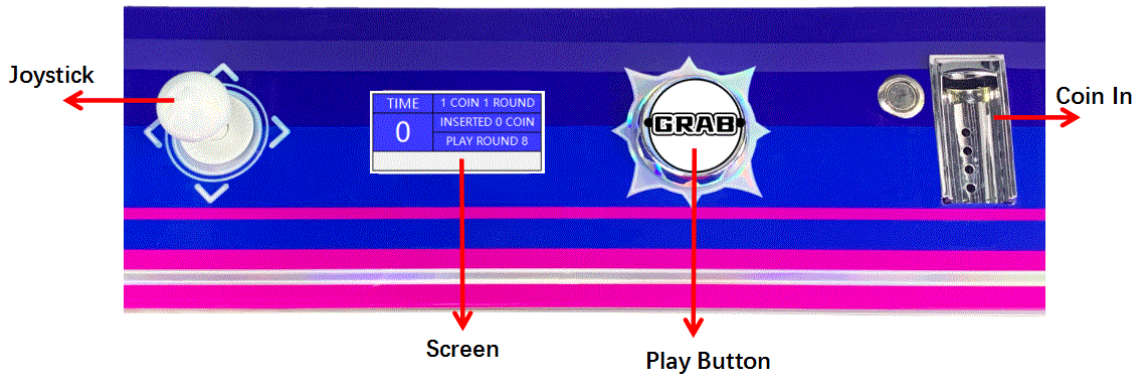 Joystick
TIME
0
1 COIN 1 ROUND
INSERTED 0 COIN
PLAY ROUND 8
GRAB
Coin In
Screen
Play Button